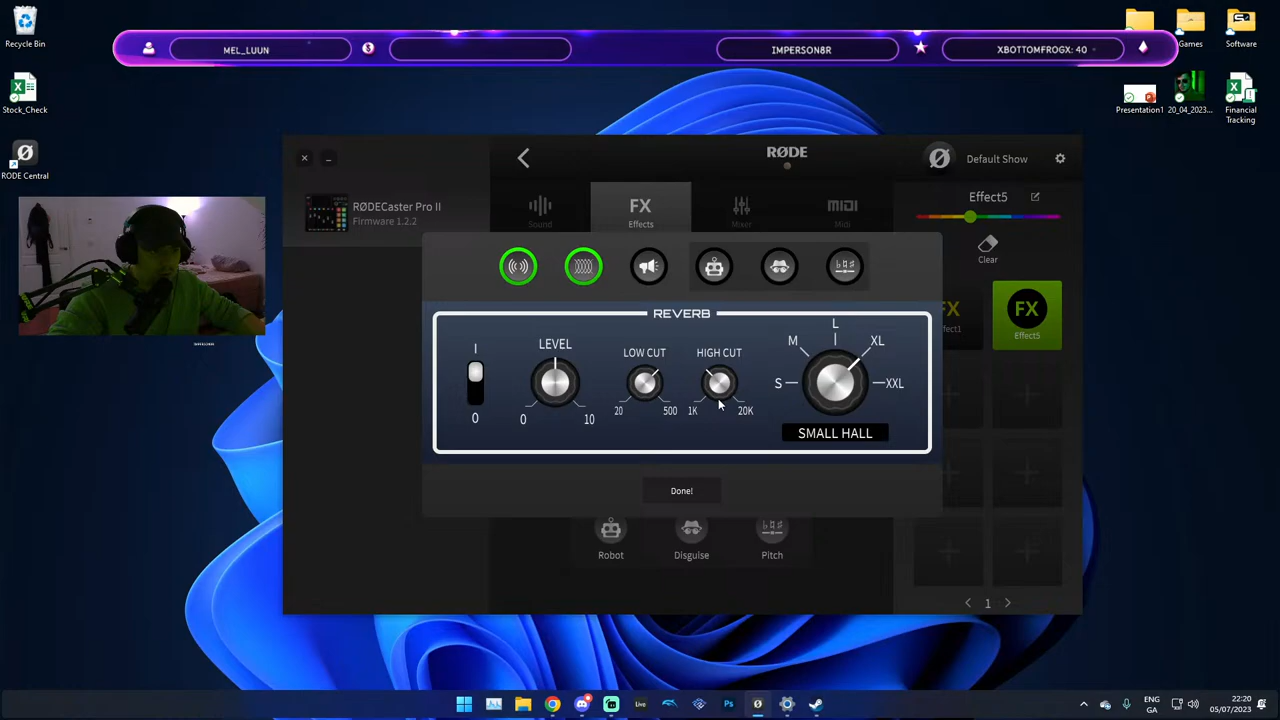 Recycle Bin
Games
Software
MEL_LUUN
IMPERSON8R
XBOTTOMFROGX: 40
Stock_Check
Presentation1
20_04_2023...
Financial
Tracking
RODE Central
RØDE
Default Show
RØDECaster Pro II
Firmware 1.2.2
Sound
FX
Effects
Mixer
MIDI
Midi
Effect5
Clear
REVERB
I
0
LEVEL
0
10
LOW CUT
20
500
HIGH CUT
1K
20K
S
M
L
XL
XXL
SMALL HALL
FX
ffect1
FX
Effect5
Done!
Robot
Disguise
Pitch
1
Live
Ps
ENG
GA
22:20
05/07/2023